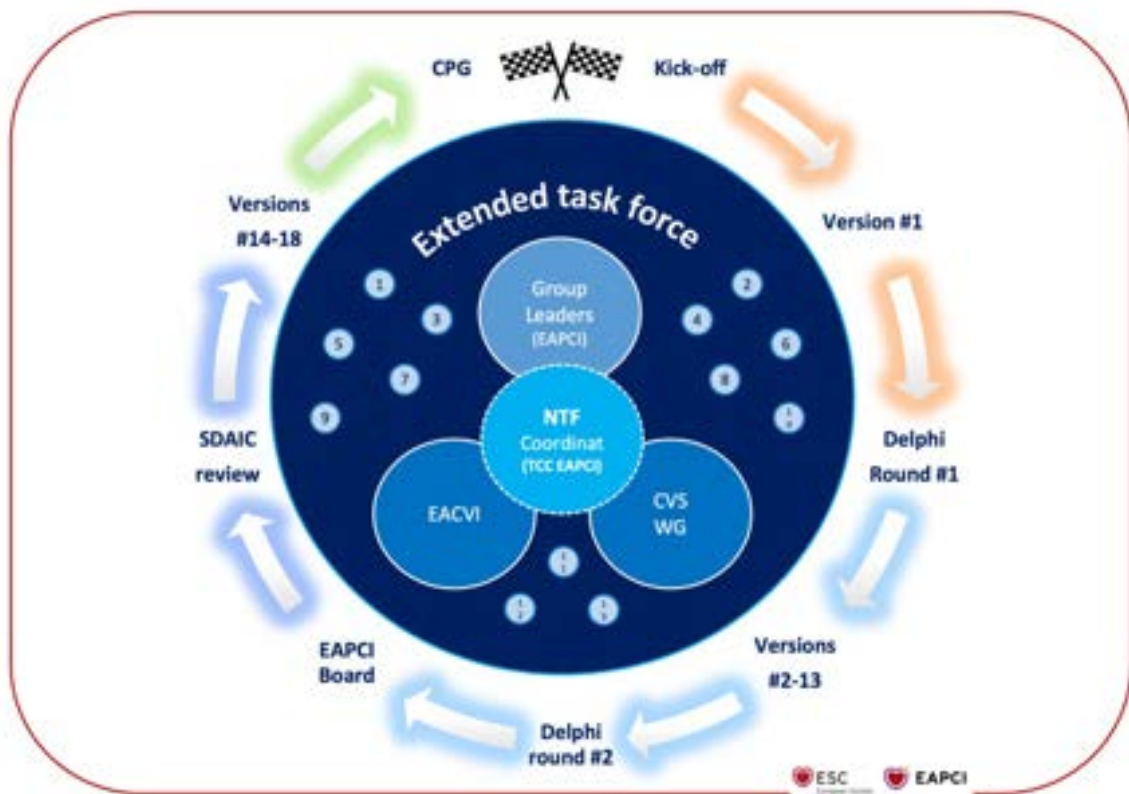 CPG
Kick-off
Version #1
Delphi
Round #1
Versions
#2-13
Delphi
round #2
EAPCI
Board
SDAIC
review
Versions
#14-18
Extended task force
Group
Leaders
(EAPCI)
NTF
Coordinat
(TCC EAPCI)
EACVI
CVS
WG
1
2
3
4
5
6
7
8
9
ESC
EAPCI